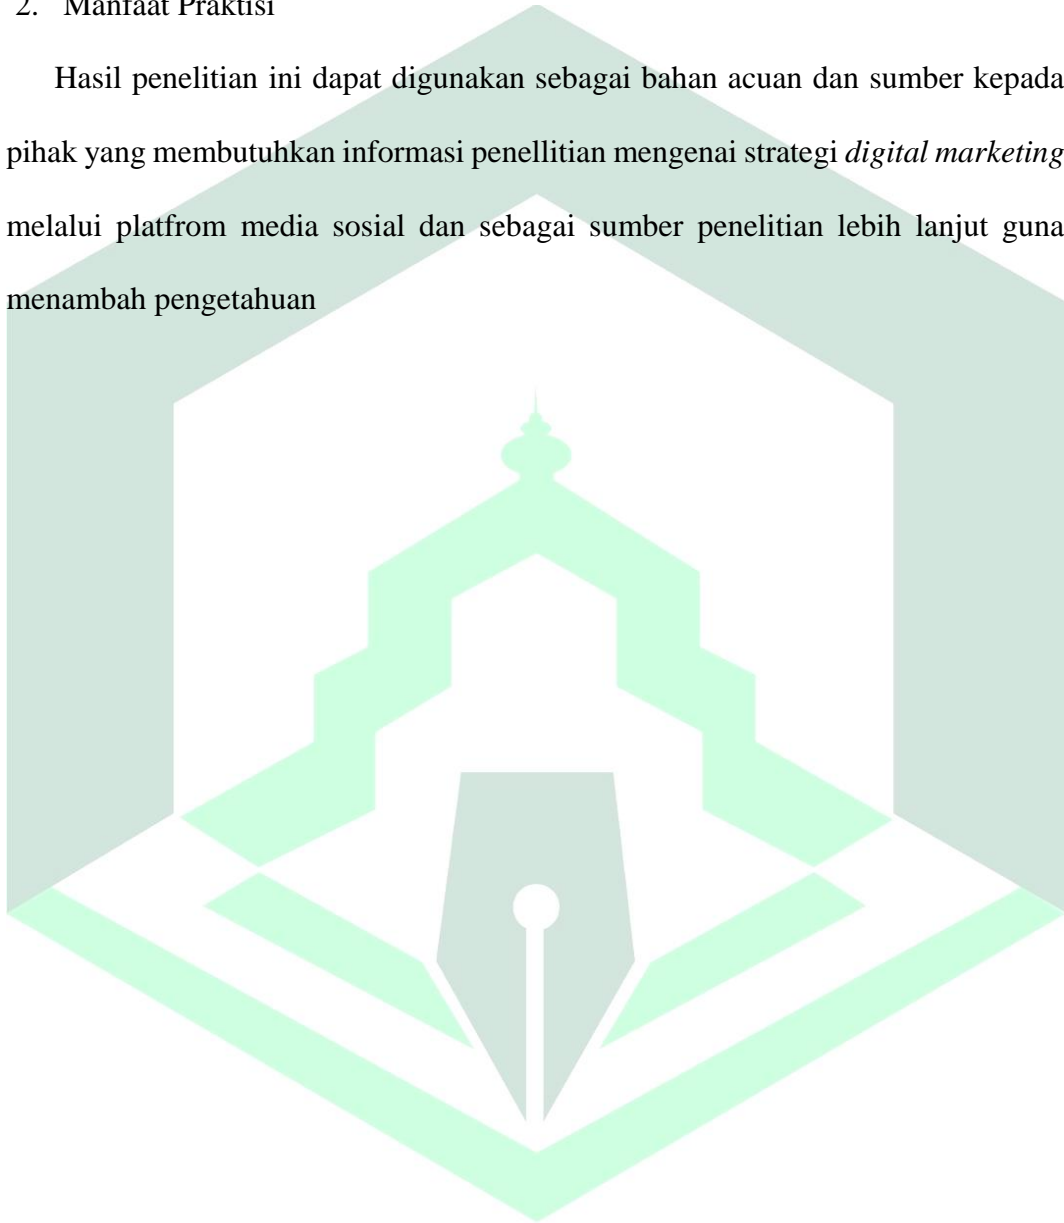 2. Manfaat Praktisi
Hasil penelitian ini dapat digunakan sebagai bahan acuan dan sumber kepada
pihak yang membutuhkan informasi penellitian mengenai strategi digital marketing
melalui platfrom media sosial dan sebagai sumber penelitian lebih lanjut guna
menambah pengetahuan